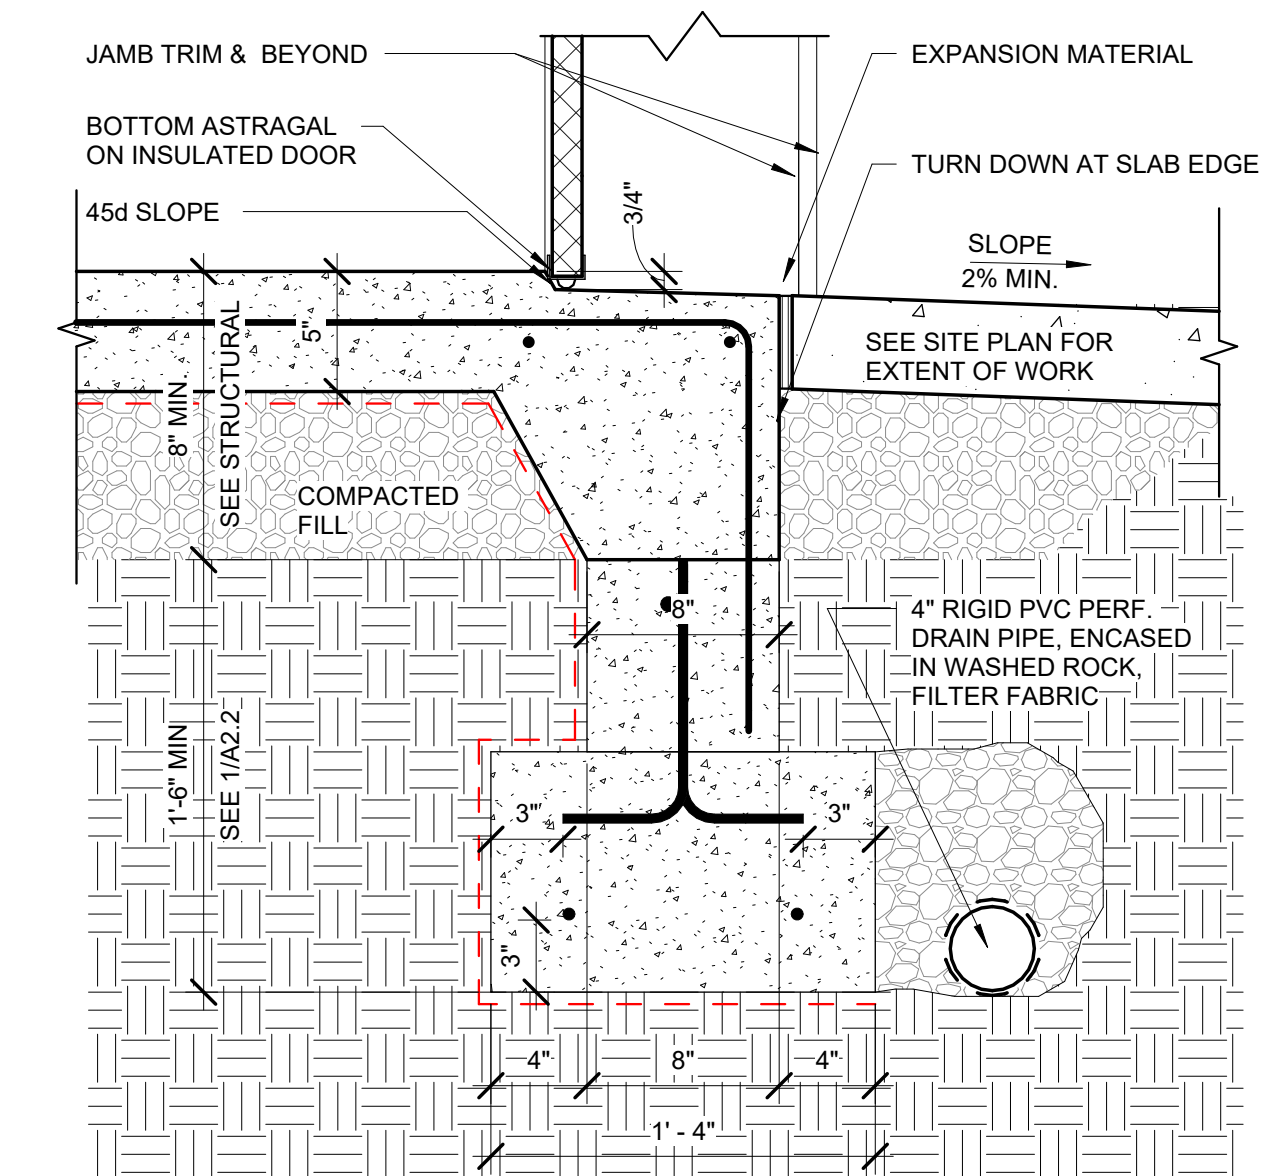 JAMB TRIM & BEYOND
EXPANSION MATERIAL
BOTTOM ASTRAGAL
ON INSULATED DOOR
TURN DOWN AT SLAB EDGE
45d SLOPE
3/4"
SLOPE
2% MIN.
5"
8" MIN.
SEE STRUCTURAL
SEE SITE PLAN FOR
EXTENT OF WORK
COMPACTED
FILL
8"
4" RIGID PVC PERF.
DRAIN PIPE, ENCASED
IN WASHED ROCK,
FILTER FABRIC
1'-6" MIN
SEE 1/A2.2
3"
3"
3"
4"
8"
4"
1' - 4"